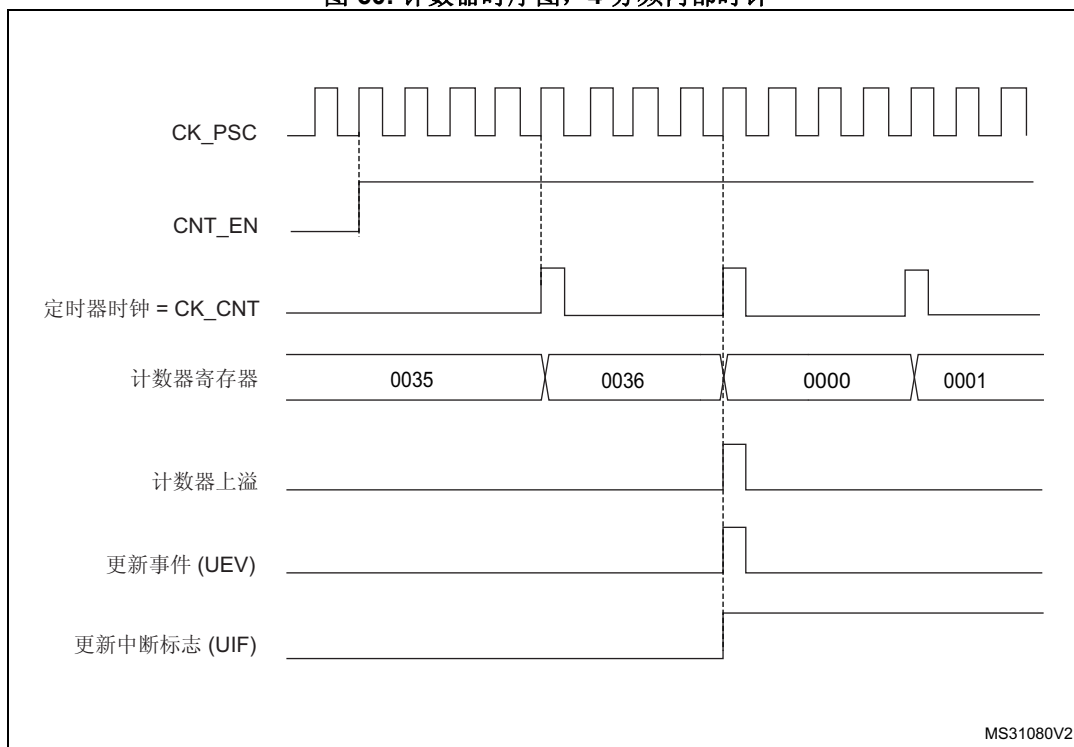 CK_PSC
CNT_EN
定时器时钟 = CK_CNT
计数器寄存器 0035 0036 0000 0001
计数器上溢
更新事件 (UEV)
更新中断标志 (UIF)
MS31080V2